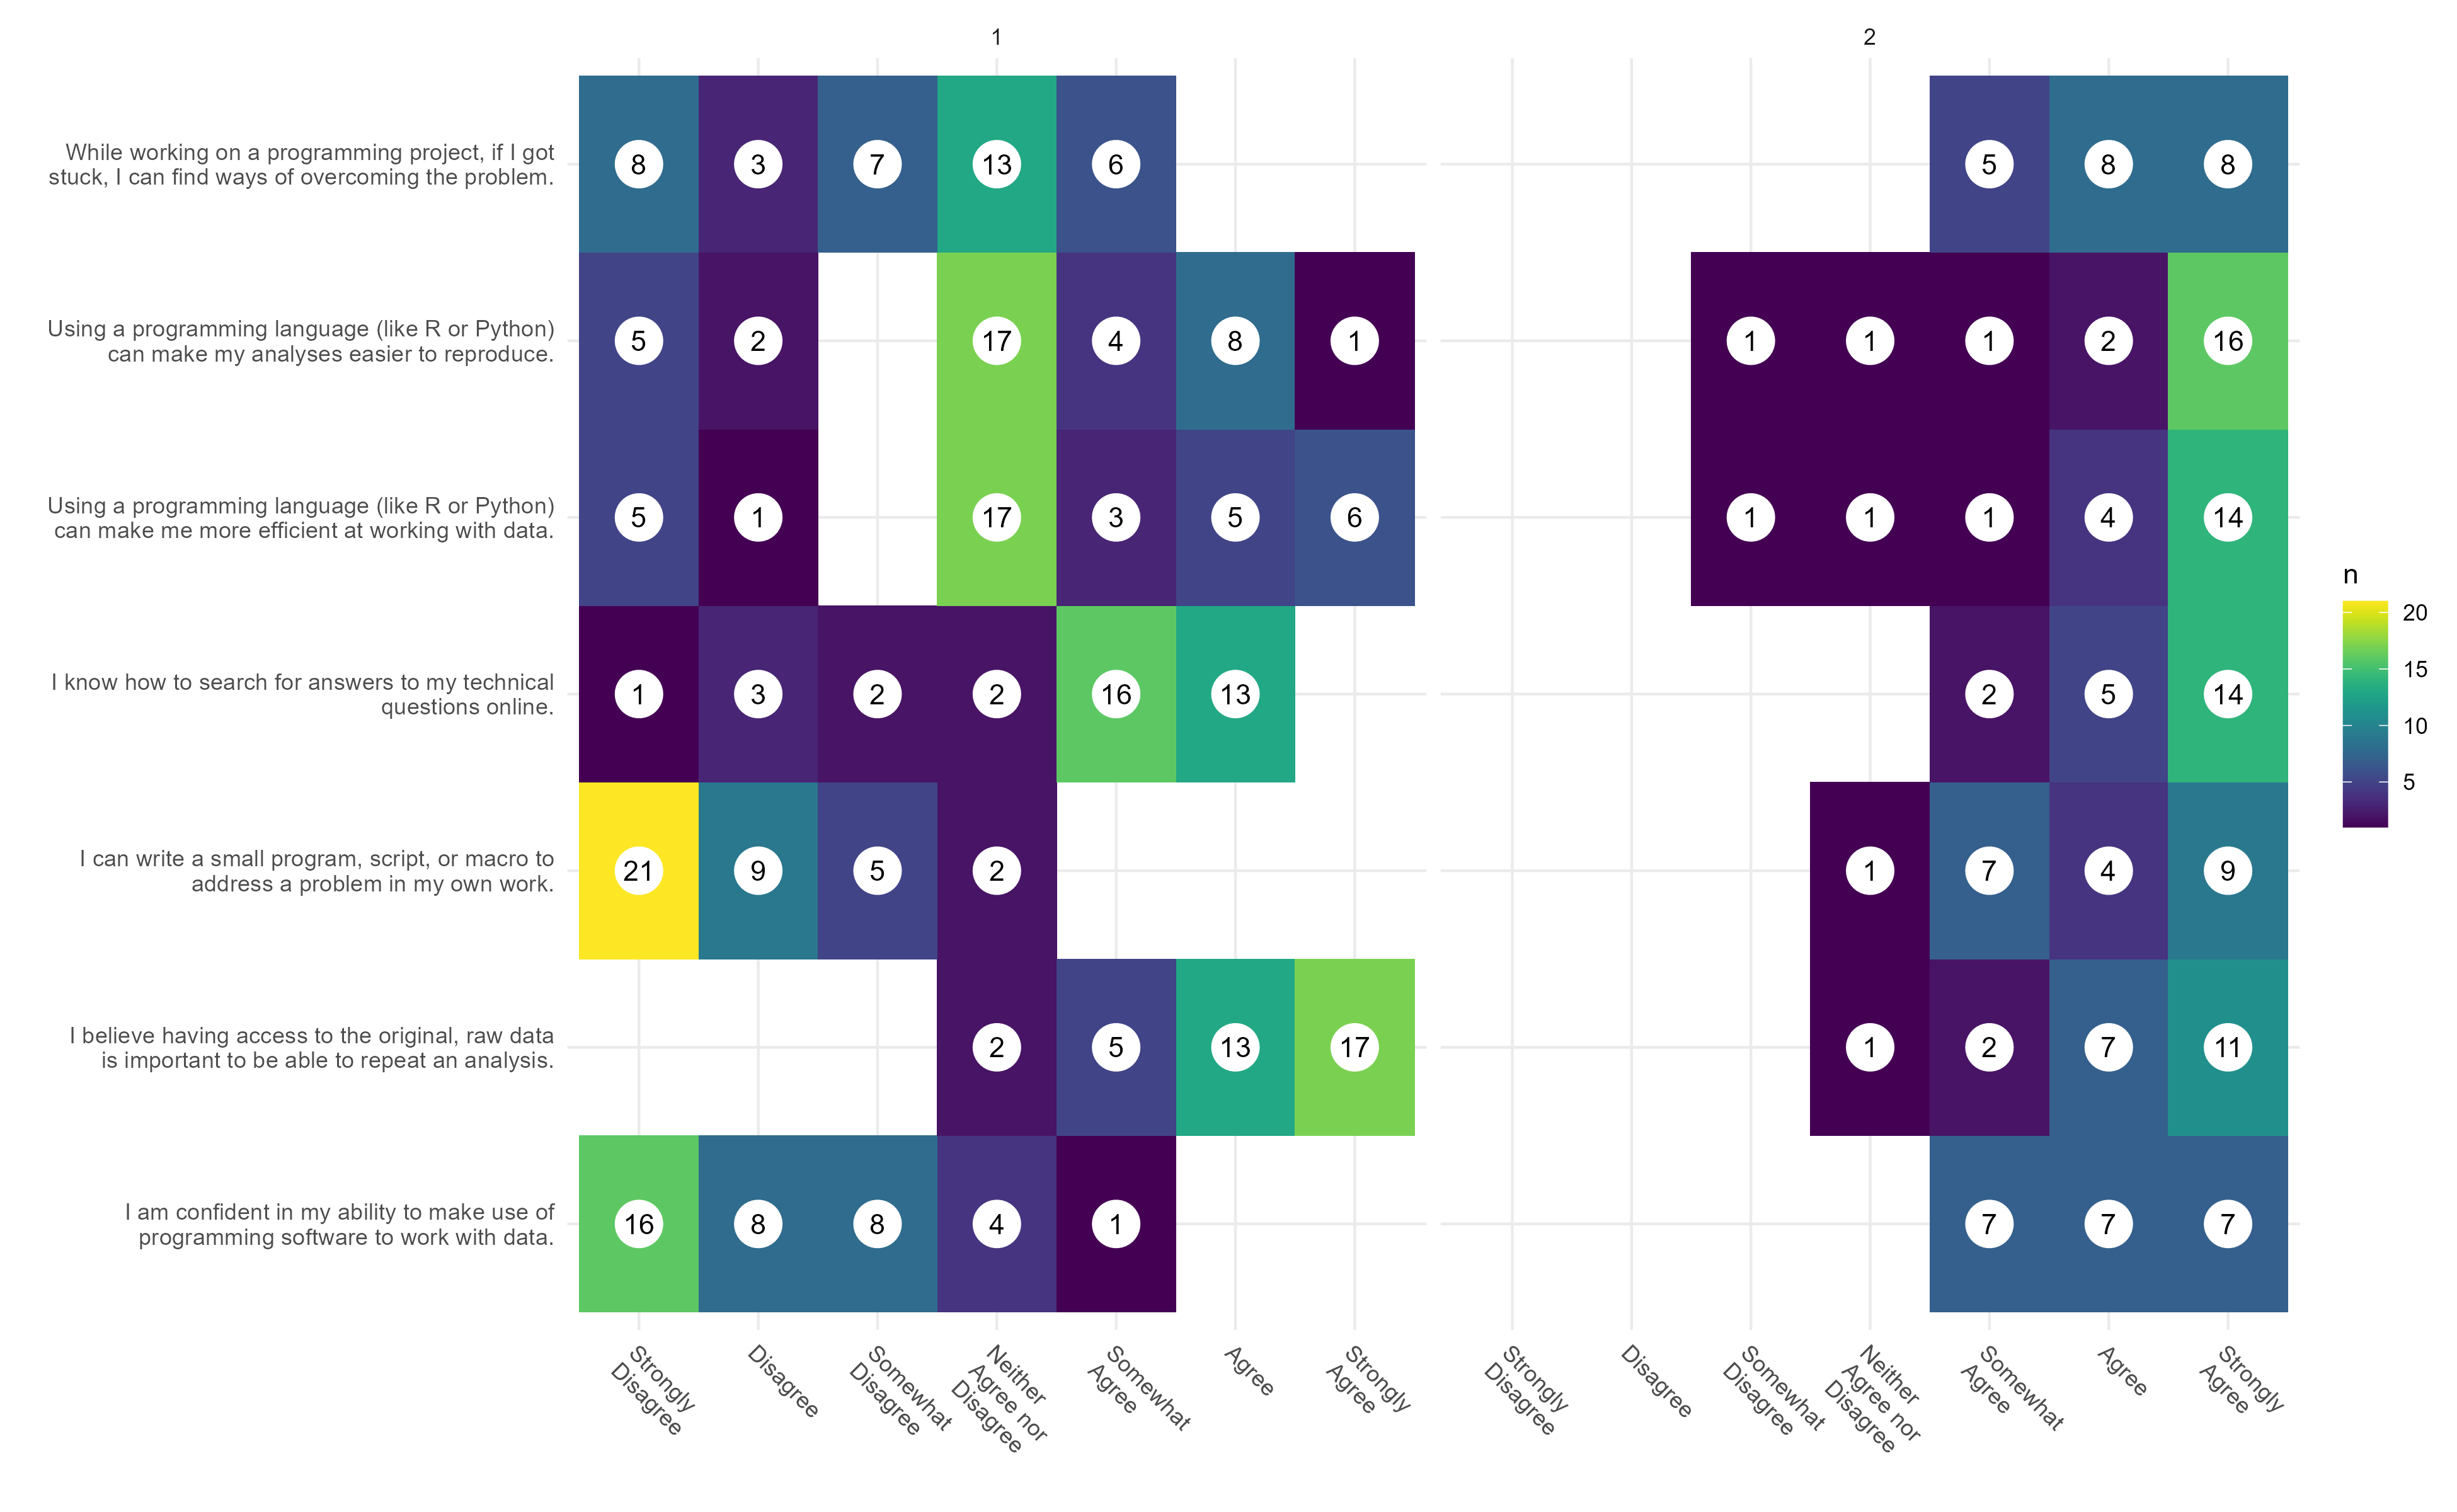 1
2
While working on a programming project, if I got
stuck, I can find ways of overcoming the problem.
8 3 7 13 6 5 8 8
Using a programming language (like R or Python)
can make my analyses easier to reproduce.
5 2 17 4 8 1 1 1 1 2 16
Using a programming language (like R or Python)
can make me more efficient at working with data.
5 1 17 3 5 6 1 1 1 4 14
I know how to search for answers to my technical
questions online.
1 3 2 2 16 13 2 5 14
I can write a small program, script, or macro to
address a problem in my own work.
21 9 5 2 1 7 4 9
I believe having access to the original, raw data
is important to be able to repeat an analysis.
2 5 13 17 1 2 7 11
I am confident in my ability to make use of
programming software to work with data.
16 8 8 4 1 7 7 7
Strongly
Disagree
Disagree
Somewhat
Disagree
Neither
Agree nor
Disagree
Somewhat
Agree
Agree
Strongly
Agree
Strongly
Disagree
Disagree
Somewhat
Disagree
Neither
Agree nor
Disagree
Somewhat
Agree
Agree
Strongly
Agree
n
20
15
10
5